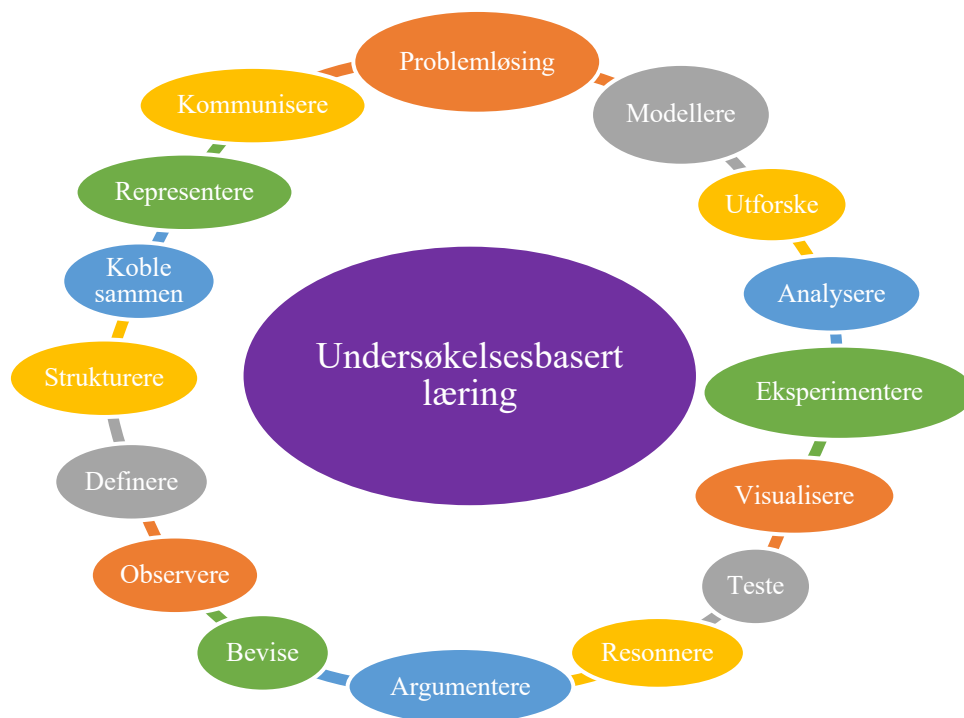 Problemløsing
Modellere
Utforske
Analysere
Eksperimentere
Visualisere
Teste
Resonnere
Argumentere
Bevise
Observere
Definere
Strukturere
Koble
sammen
Representere
Kommunisere
Undersøkelsesbasert
læring